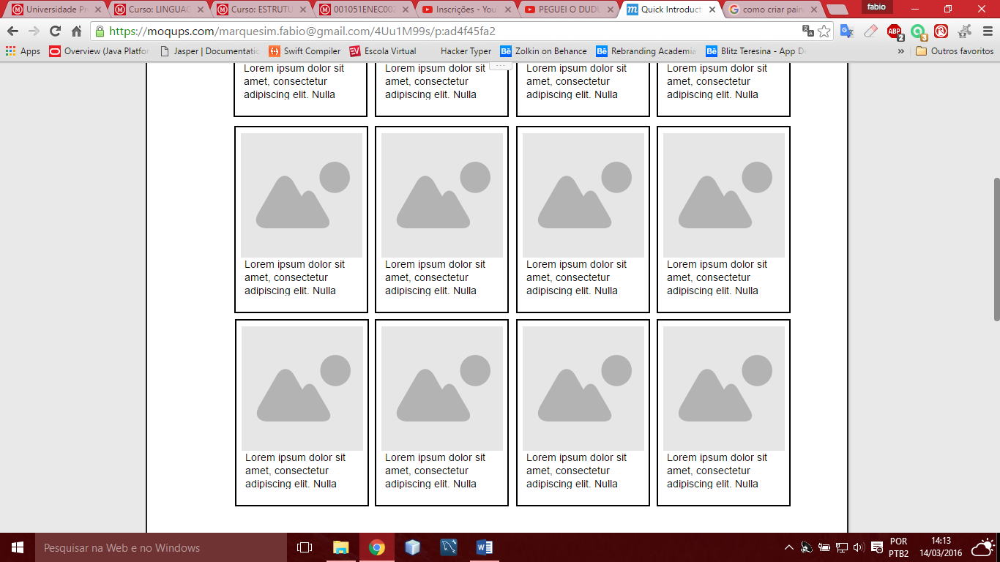 Universidade Pr
Curso: LINGUAG
Curso: ESTRUTU
001051ENEC002
Inscrições - You
PEGUEI O DUDU
Quick Introduct
como criar pain
fabio
https://moqups.com/marquesim.fabio@gmail.com/4Uu1M99s/p:ad4f45fa2
Apps
Overview (Java Platfor
Jasper | Documentatio
Swift Compiler
Escola Virtual
Hacker Typer
Zolkin on Behance
Rebranding Academia
Blitz Teresina - App De
» Outros favoritos
Lorem ipsum dolor sit
amet, consectetur
adipiscing elit. Nulla
Lorem ipsum dolor sit
amet, consectetur
adipiscing elit. Nulla
Lorem ipsum dolor sit
amet, consectetur
adipiscing elit. Nulla
Lorem ipsum dolor sit
amet, consectetur
adipiscing elit. Nulla
Lorem ipsum dolor sit
amet, consectetur
adipiscing elit. Nulla
Lorem ipsum dolor sit
amet, consectetur
adipiscing elit. Nulla
Lorem ipsum dolor sit
amet, consectetur
adipiscing elit. Nulla
Lorem ipsum dolor sit
amet, consectetur
adipiscing elit. Nulla
Lorem ipsum dolor sit
amet, consectetur
adipiscing elit. Nulla
Lorem ipsum dolor sit
amet, consectetur
adipiscing elit. Nulla
Lorem ipsum dolor sit
amet, consectetur
adipiscing elit. Nulla
Lorem ipsum dolor sit
amet, consectetur
adipiscing elit. Nulla
Pesquisar na Web e no Windows
POR
PTB2
14:13
14/03/2016